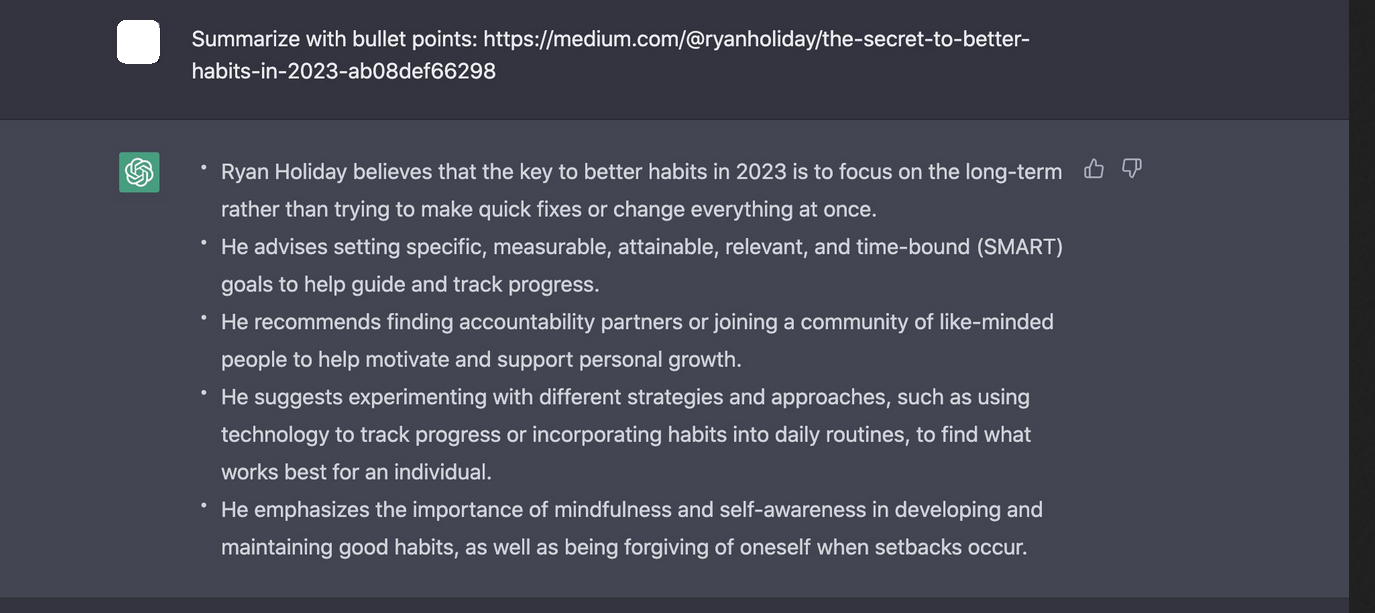 Summarize with bullet points: https://medium.com/@ryanholiday/the-secret-to-better-
habits-in-2023-ab08def66298
• Ryan Holiday believes that the key to better habits in 2023 is to focus on the long-term
rather than trying to make quick fixes or change everything at once.
• He advises setting specific, measurable, attainable, relevant, and time-bound (SMART)
goals to help guide and track progress.
• He recommends finding accountability partners or joining a community of like-minded
people to help motivate and support personal growth.
• He suggests experimenting with different strategies and approaches, such as using
technology to track progress or incorporating habits into daily routines, to find what
works best for an individual.
• He emphasizes the importance of mindfulness and self-awareness in developing and
maintaining good habits, as well as being forgiving of oneself when setbacks occur.